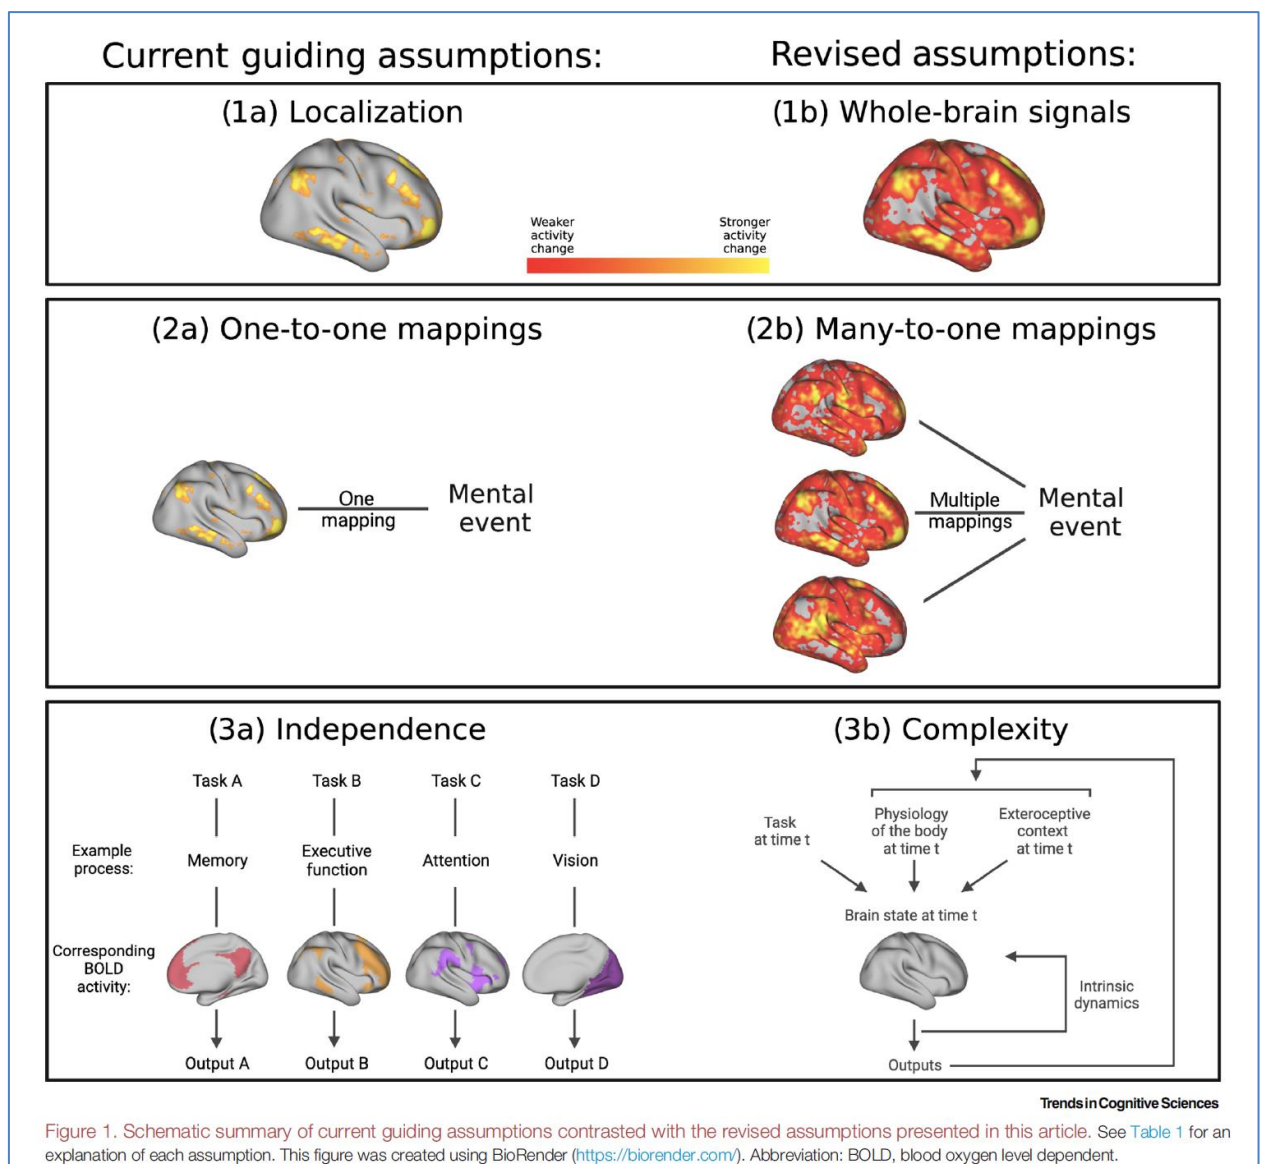 Current guiding assumptions:
Revised assumptions:
(1a) Localization
(1b) Whole-brain signals
Weaker
activity
change
Stronger
activity
change
(2a) One-to-one mappings
(2b) Many-to-one mappings
One
mapping
Mental
event
Multiple
mappings
Mental
event
(3a) Independence
Task A
Task B
Task C
Task D
Example
process:
Memory
Executive
function
Attention
Vision
Corresponding
BOLD
activity:
Output A
Output B
Output C
Output D
(3b) Complexity
Task
at time t
Physiology
of the body
at time t
Exteroceptive
context
at time t
Brain state at time t
Intrinsic
dynamics
Outputs
Trends in Cognitive Sciences
Figure 1. Schematic summary of current guiding assumptions contrasted with the revised assumptions presented in this article. See Table 1 for an
explanation of each assumption. This figure was created using BioRender (https://biorender.com/). Abbreviation: BOLD, blood oxygen level dependent.